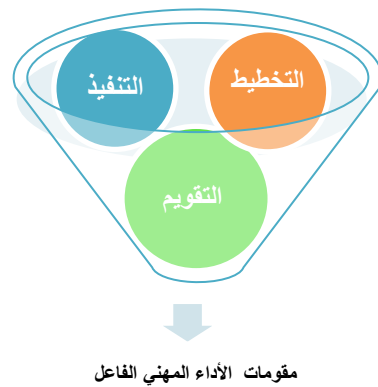 التخطيط
التنفيذ
التقويم
مقومات الأداء المهني الفاعل